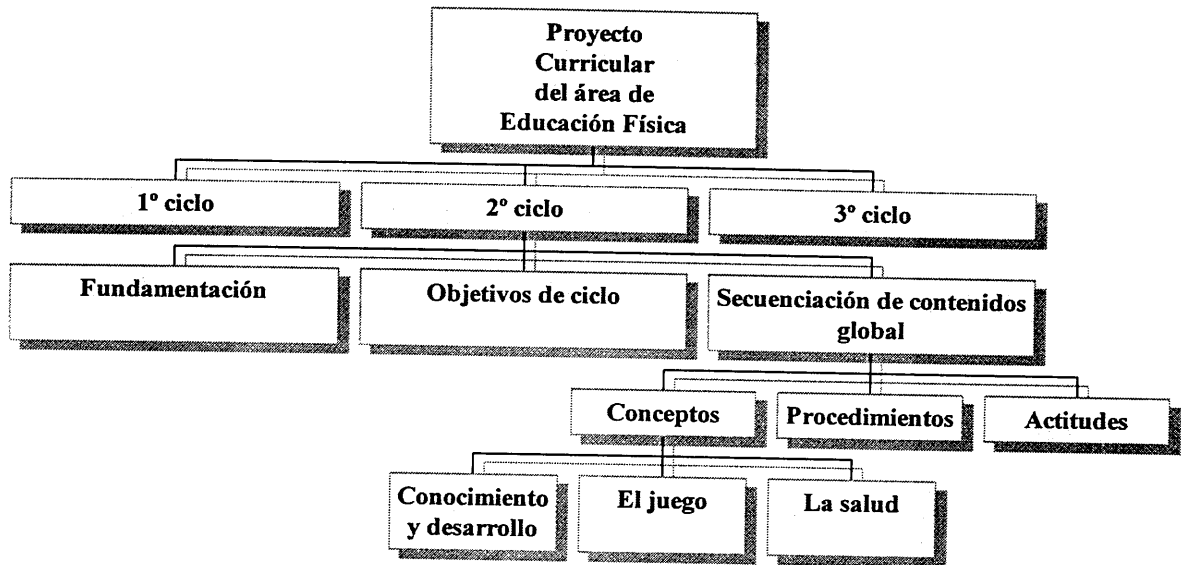 Proyecto
Curricular
del área de
Educación Física
1º ciclo
2º ciclo
3º ciclo
Fundamentación
Objetivos de ciclo
Secuenciación de contenidos
global
Conceptos
Procedimientos
Actitudes
Conocimiento
y desarrollo
El juego
La salud